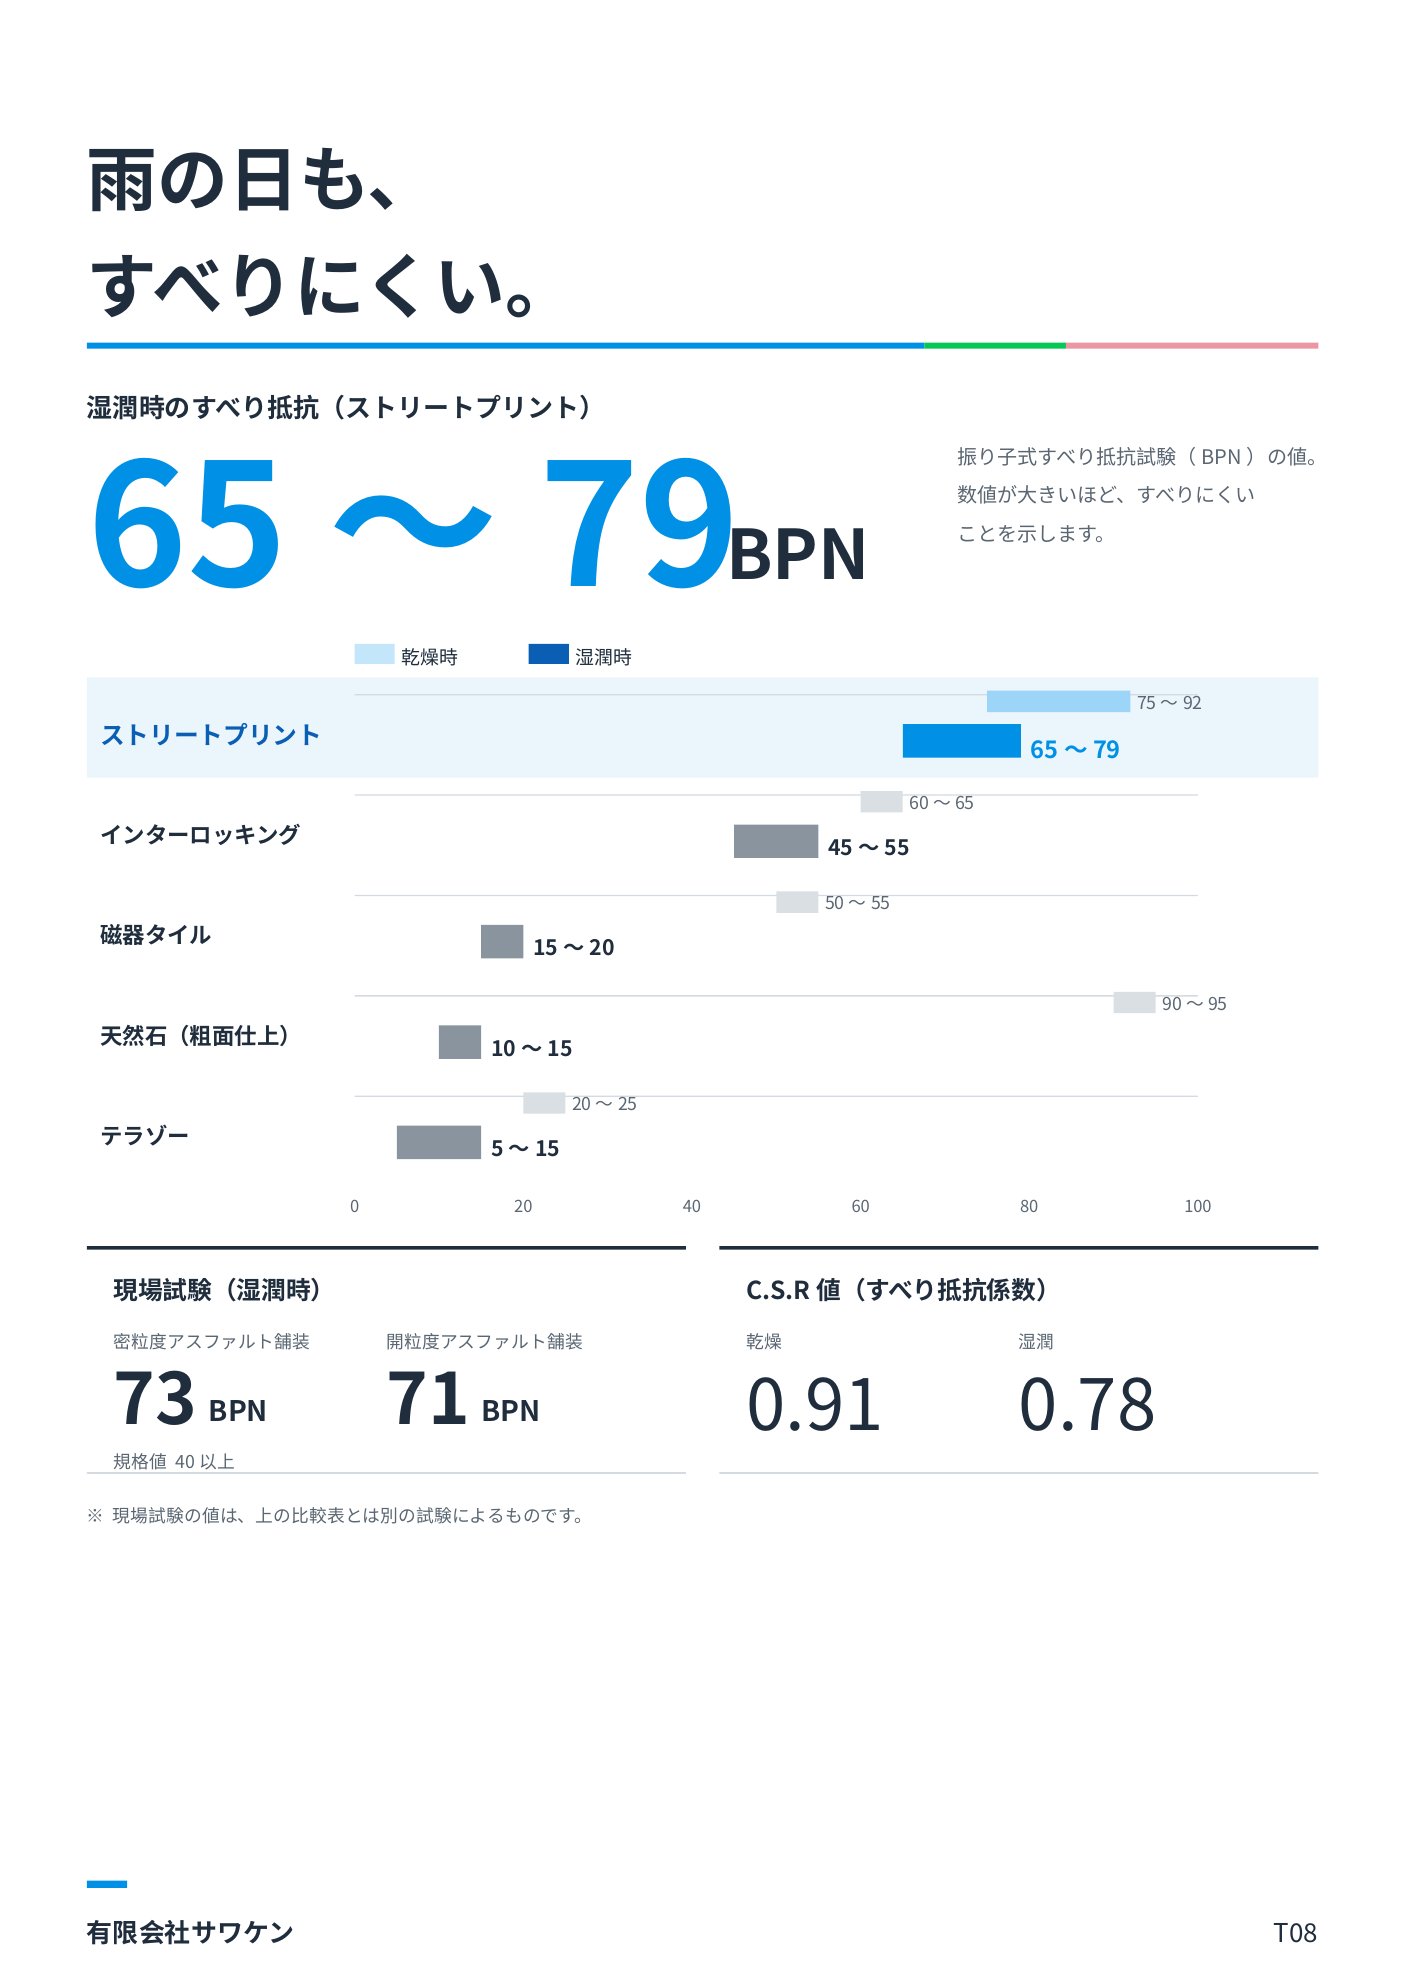 雨の日も、
すべりにくい。
湿潤時のすべり抵抗（ストリートプリント）
65 〜 79BPN
振り子式すべり抵抗試験（ BPN ）の値。
数値が大きいほど、すべりにくい
ことを示します。
乾燥時 湿潤時
75 〜 92
ストリートプリント
65 〜 79
60 〜 65
インターロッキング
45 〜 55
50 〜 55
磁器タイル
15 〜 20
90 〜 95
天然石（粗面仕上）
10 〜 15
20 〜 25
テラゾー
5 〜 15
0 20 40 60 80 100
現場試験（湿潤時）
密粒度アスファルト舗装 開粒度アスファルト舗装
73 BPN 71 BPN
規格値 40 以上
C.S.R 値（すべり抵抗係数）
乾燥 湿潤
0.91 0.78
※ 現場試験の値は、上の比較表とは別の試験によるものです。
有限会社サワケン
T08